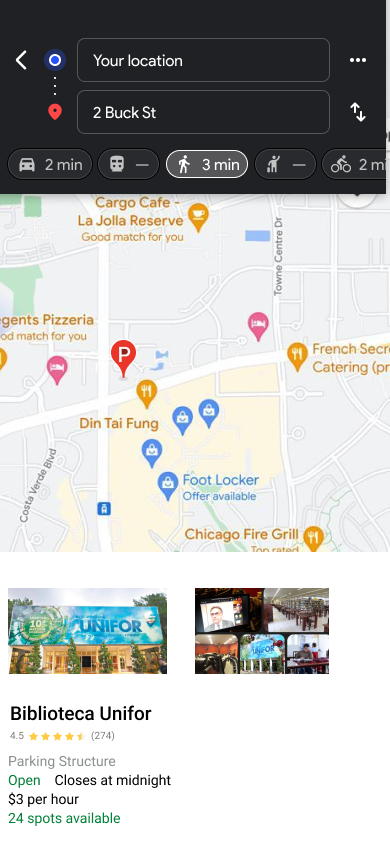 Your location
2 Buck St
2 min
—
3 min
—
2 mi
Cargo Cafe -
La Jolla Reserve
Good match for you
Towne Centre Dr
egents Pizzeria
od match for you
P
French Secre
Catering (pr
Din Tai Fung
Costa Verde Blvd
Foot Locker
Offer available
Chicago Fire Grill
Top rated
UNIFOR
UNIFOR
Biblioteca Unifor
4.5 (274)
Parking Structure
Open Closes at midnight
$3 per hour
24 spots available